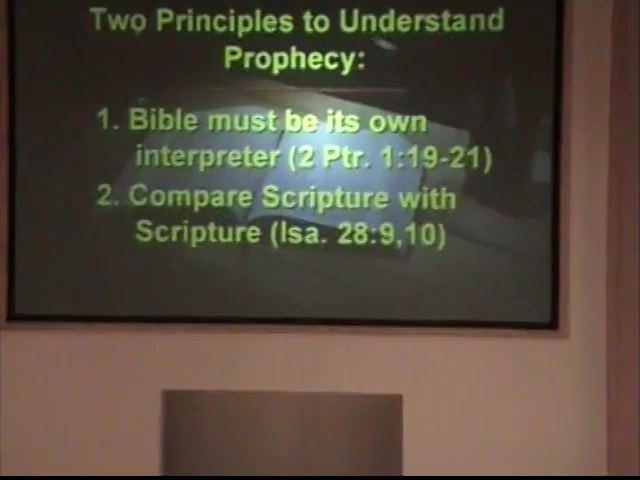 Two Principles to Understand
Prophecy:
1. Bible must be its own
interpreter (2 Ptr. 1:19-21)
2. Compare Scripture with
Scripture (Isa. 28:9,10)